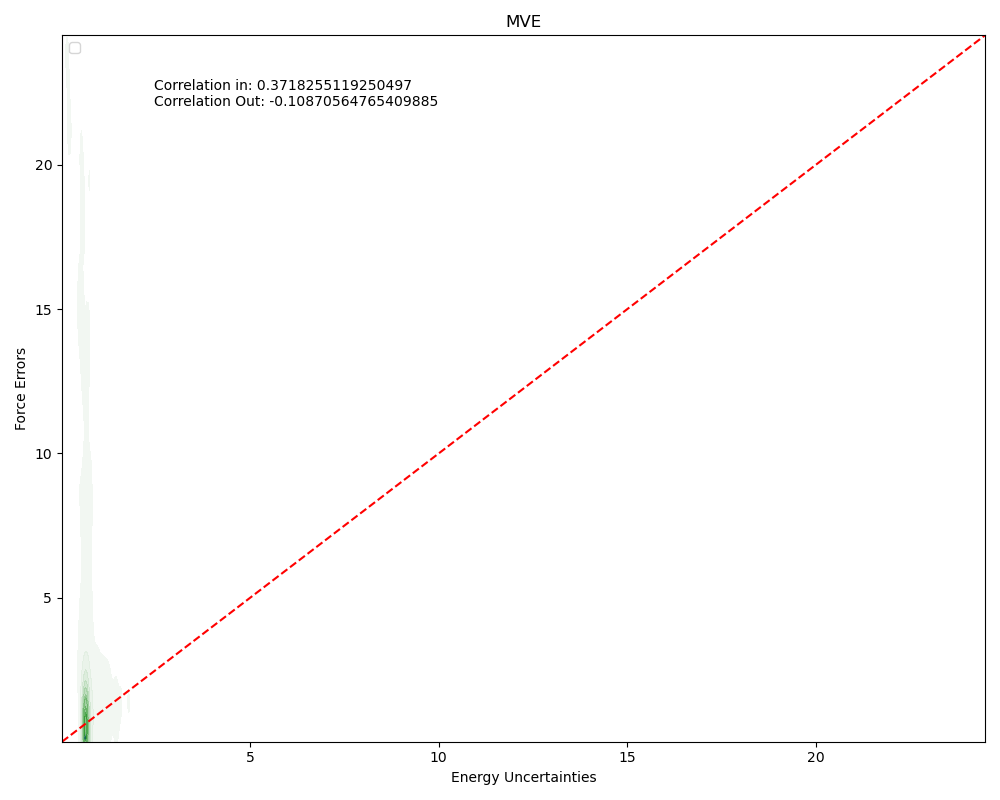 MVE
Correlation in: 0.3718255119250497
Correlation Out: -0.10870564765409885
20
15
10
5
Force Errors
5 10 15 20
Energy Uncertainties